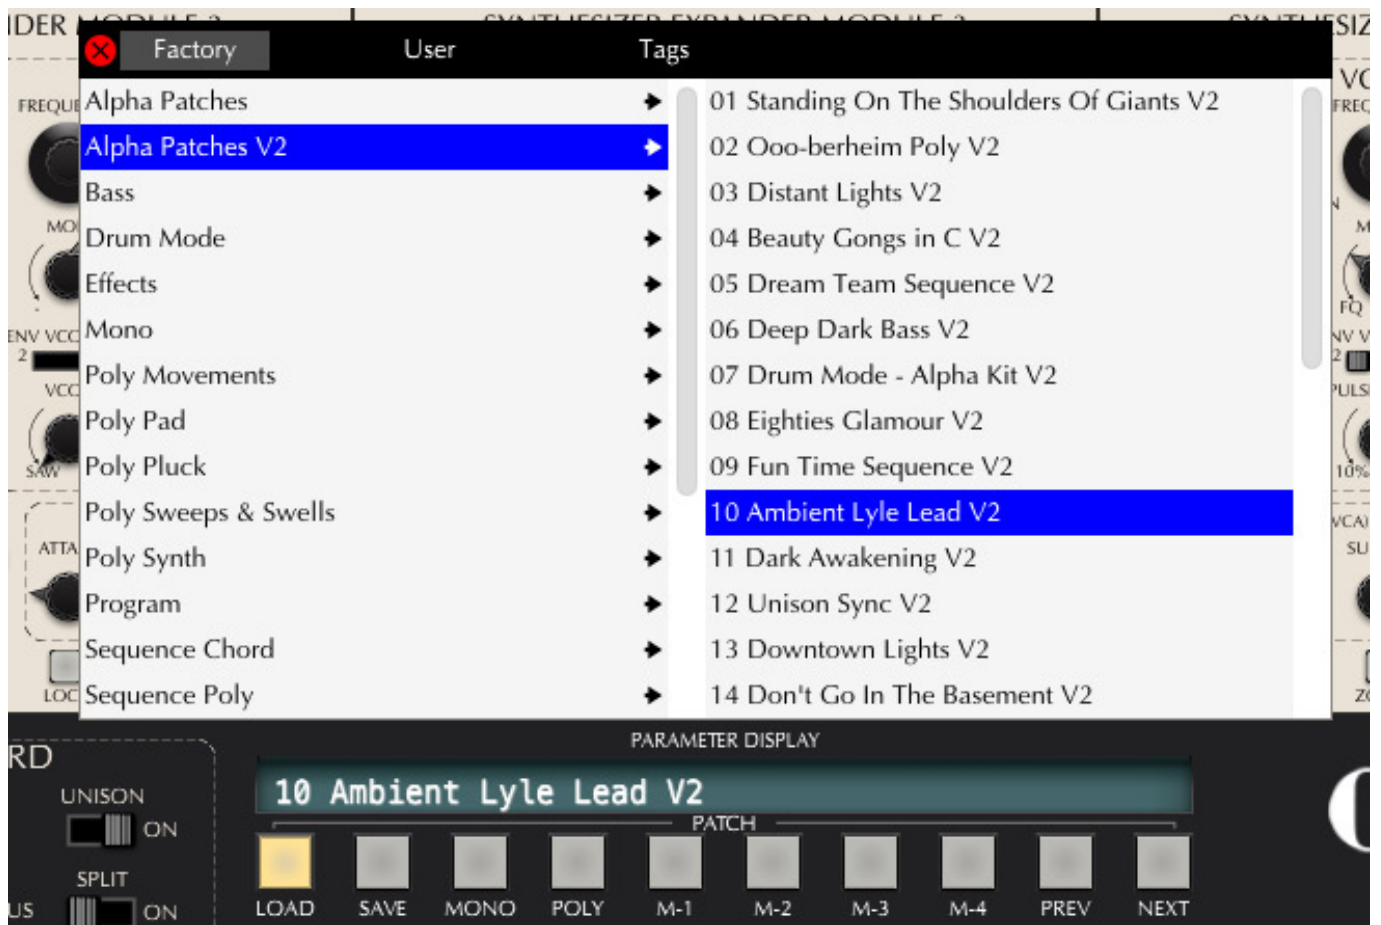 Factory User Tags
Alpha Patches
Alpha Patches V2
Bass
Drum Mode
Effects
Mono
Poly Movements
Poly Pad
Poly Pluck
Poly Sweeps & Swells
Poly Synth
Program
Sequence Chord
Sequence Poly
01 Standing On The Shoulders Of Giants V2
02 Ooo-berheim Poly V2
03 Distant Lights V2
04 Beauty Gongs in C V2
05 Dream Team Sequence V2
06 Deep Dark Bass V2
07 Drum Mode - Alpha Kit V2
08 Eighties Glamour V2
09 Fun Time Sequence V2
10 Ambient Lyle Lead V2
11 Dark Awakening V2
12 Unison Sync V2
13 Downtown Lights V2
14 Don't Go In The Basement V2
PARAMETER DISPLAY
10 Ambient Lyle Lead V2
PATCH
UNISON
ON
SPLIT
ON
LOAD SAVE MONO POLY M-1 M-2 M-3 M-4 PREV NEXT
SAW
10%